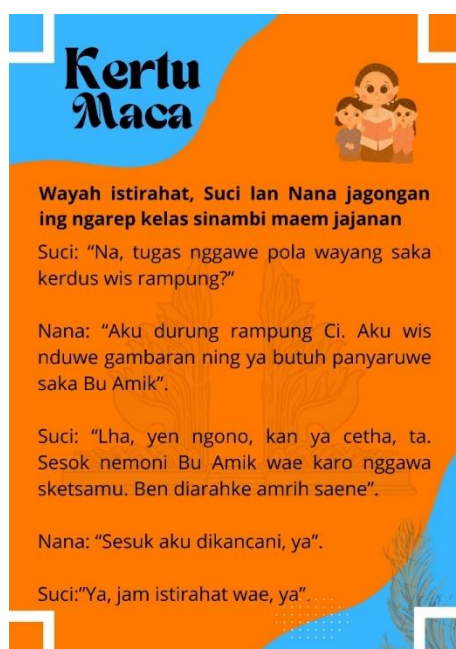 Kertu
Maca
Wayah istirahat, Suci lan Nana jagongan
ing ngarep kelas sinambi maem jajanan
Suci: “Na, tugas nggawe pola wayang saka
kerdus wis rampung?”
Nana: “Aku durung rampung Ci. Aku wis
nduwe gambaran ning ya butuh panyaruwe
saka Bu Amik”.
Suci: “Lha, yen ngono, kan ya cetha, ta.
Sesok nemoni Bu Amik wae karo nggawa
sketsamu. Ben diarahke amrih saene”.
Nana: “Sesuk aku dikancani, ya”.
Suci:”Ya, jam istirahat wae, ya”.